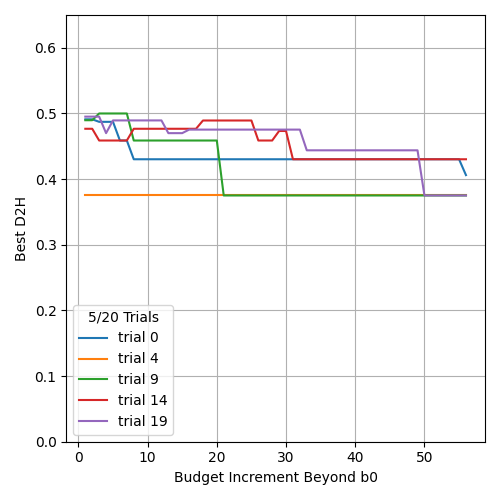 0.6
0.5
0.4
0.3
0.2
0.1
0.0
Best D2H
5/20 Trials
trial 0
trial 4
trial 9
trial 14
trial 19
0 10 20 30 40 50
Budget Increment Beyond b0